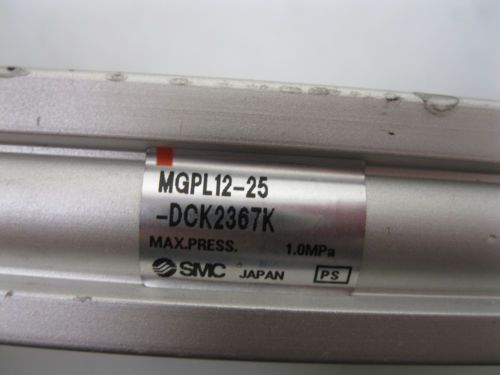 MGPL12-25
-DCK2367K
MAX.PRESS. 1.0MPa
SMC JAPAN PS